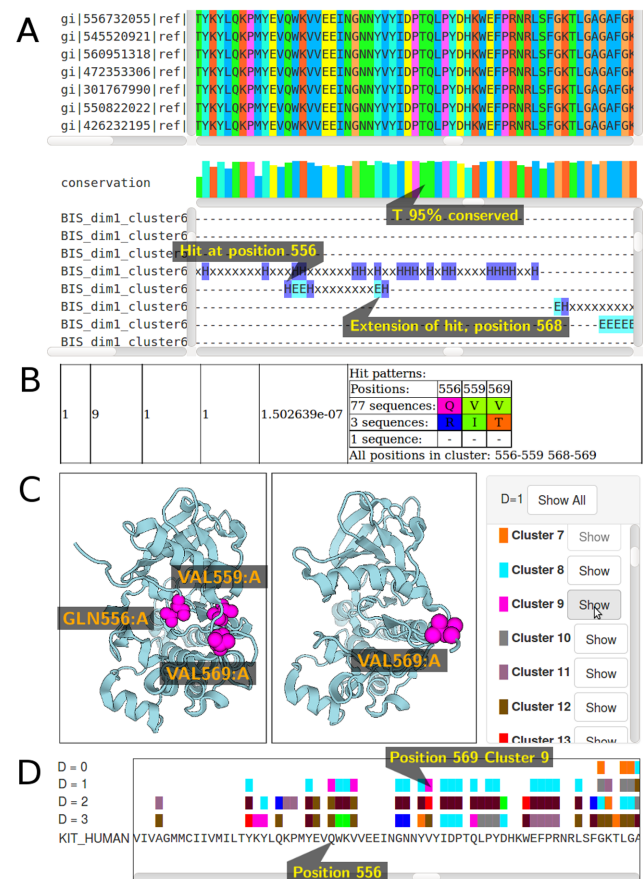 A
gi|556732055|ref| TYKYLQKPMYEVQWKVVEEINGNNYVYIDPTQLPYDHKWEFPRNRLSFGKTLGAGAFGK
gi|545520921|ref| TYKYLQKPMYEVQWKVVEEINGNNYVYIDPTQLPYDHKWEFPRNRLSFGKTLGAGAFGK
gi|560951318|ref| TYKYLQKPMYEVQWKVVEEINGNNYVYIDPTQLPYDHKWEFPRNRLSFGKTLGAGAFGK
gi|472353306|ref| TYKYLQKPMYEVQWKVVEEINGNNYVYIDPTQLPYDHKWEFPRNRLSFGKTLGAGAFGK
gi|301767990|ref| TYKYLQKPMYEVQWKVVEEINGNNYVYIDPTQLPYDHKWEFPRNRLSFGKTLGAGAFGK
gi|550822022|ref| TYKYLQKPMYEVQWKVVEEINGNNYVYIDPTQLPYDHKWEFPRNRLSFGKTLGAGAFGK
gi|426232195|ref| TYKYLQKPMYEVQWKVVEEINGNNYVYIDPTQLPYDHKWEFPRNRLSFGKTLGAGAFGK
conservation
T 95% conserved
BIS_dim1_cluster6
BIS_dim1_cluster6
BIS_dim1_cluster6
Hit at position 556
BIS_dim1_cluster6
BIS_dim1_cluster6 HEEHxxxxxxxxEH
BIS_dim1_cluster6 EHxxxxxxxxx
Extension of hit, position 568
BIS_dim1_cluster6 EEEEE
BIS_dim1_cluster6
B
1 9 1 1 1.502639e-07
Hit patterns:
Positions: 556 559 569
77 sequences: Q V V
3 sequences: R I T
1 sequence: - - -
All positions in cluster: 556-559 568-569
C
VAL559:A
GLN556:A
VAL569:A
VAL569:A
D=1 Show All
Cluster 7 Show
Cluster 8 Show
Cluster 9 Show
Cluster 10 Show
Cluster 11 Show
Cluster 12 Show
Cluster 13 Show
D
Position 569 Cluster 9
D = 0
D = 1
D = 2
D = 3
KIT_HUMAN VIVAGMMCIIVMILTYKYLQKPMYEVQWKVVEEINGNNYVYIDPTQLPYDHKWEFPRNRLSFGKTLGA
Position 556